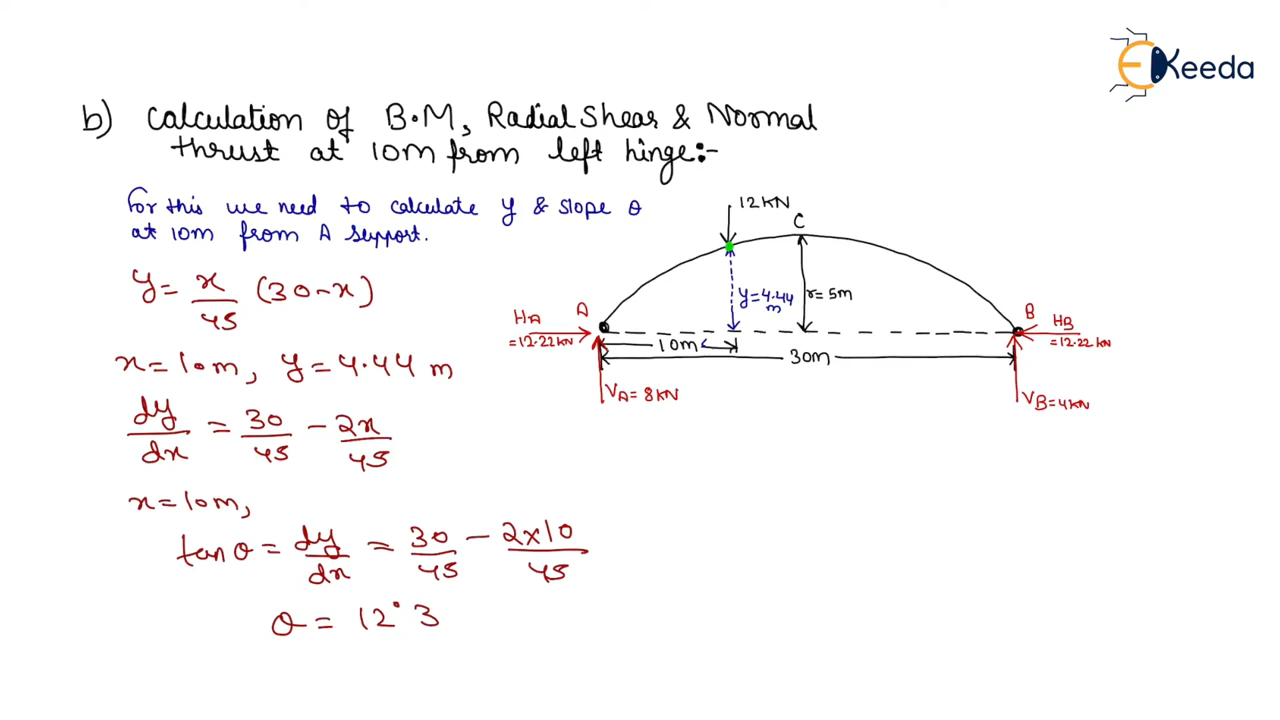 EKeeda
b) Calculation of B.M, Radial Shear & Normal
thrust at 10m from left hinge:-
For this we need to calculate y & slope θ
at 10m from A support.
y = x/45 (30-x)
x = 10m, y = 4.44 m
dy/dx = 30/45 - 2x/45
x = 10m,
tan θ = dy/dx = 30/45 - 2×10/45
θ = 12° 3
12 KN
C
y = 4.44 m
r = 5m
A
HA
= 12.22 KN
B
HB
= 12.22 KN
10m
30m
VA = 8 KN
VB = 4 KN